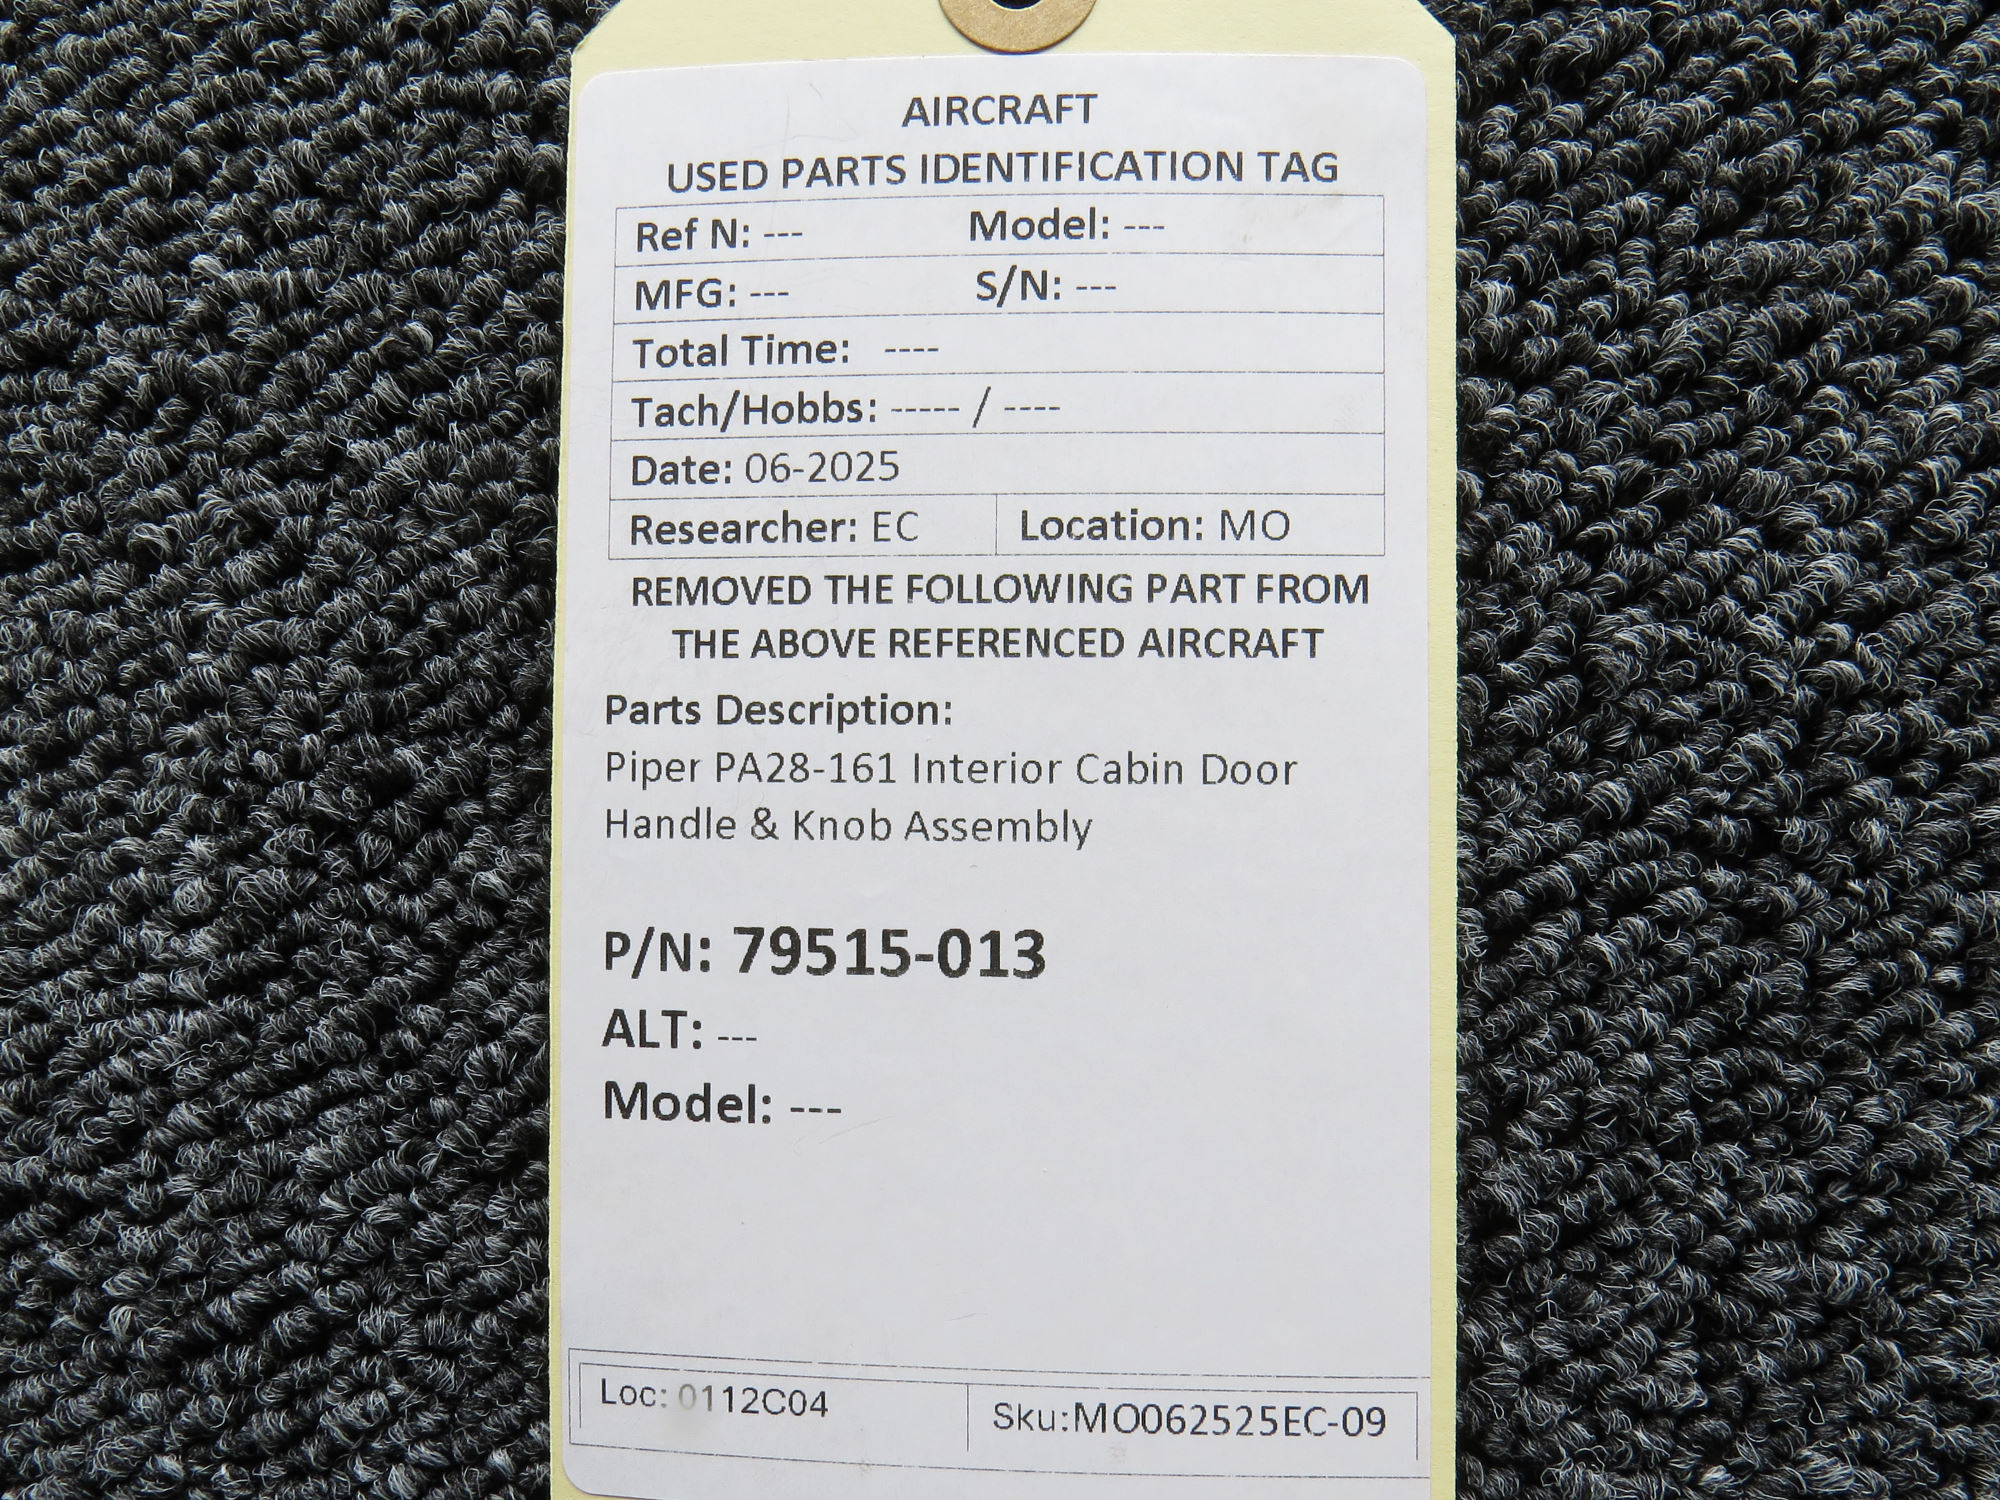 AIRCRAFT
USED PARTS IDENTIFICATION TAG
Ref N: --- Model: ---
MFG: --- S/N: ---
Total Time: ----
Tach/Hobbs: ----- / ----
Date: 06-2025
Researcher: EC Location: MO
REMOVED THE FOLLOWING PART FROM
THE ABOVE REFERENCED AIRCRAFT
Parts Description:
Piper PA28-161 Interior Cabin Door
Handle & Knob Assembly
P/N: 79515-013
ALT: ---
Model: ---
Loc: 0112C04 Sku:MO062525EC-09